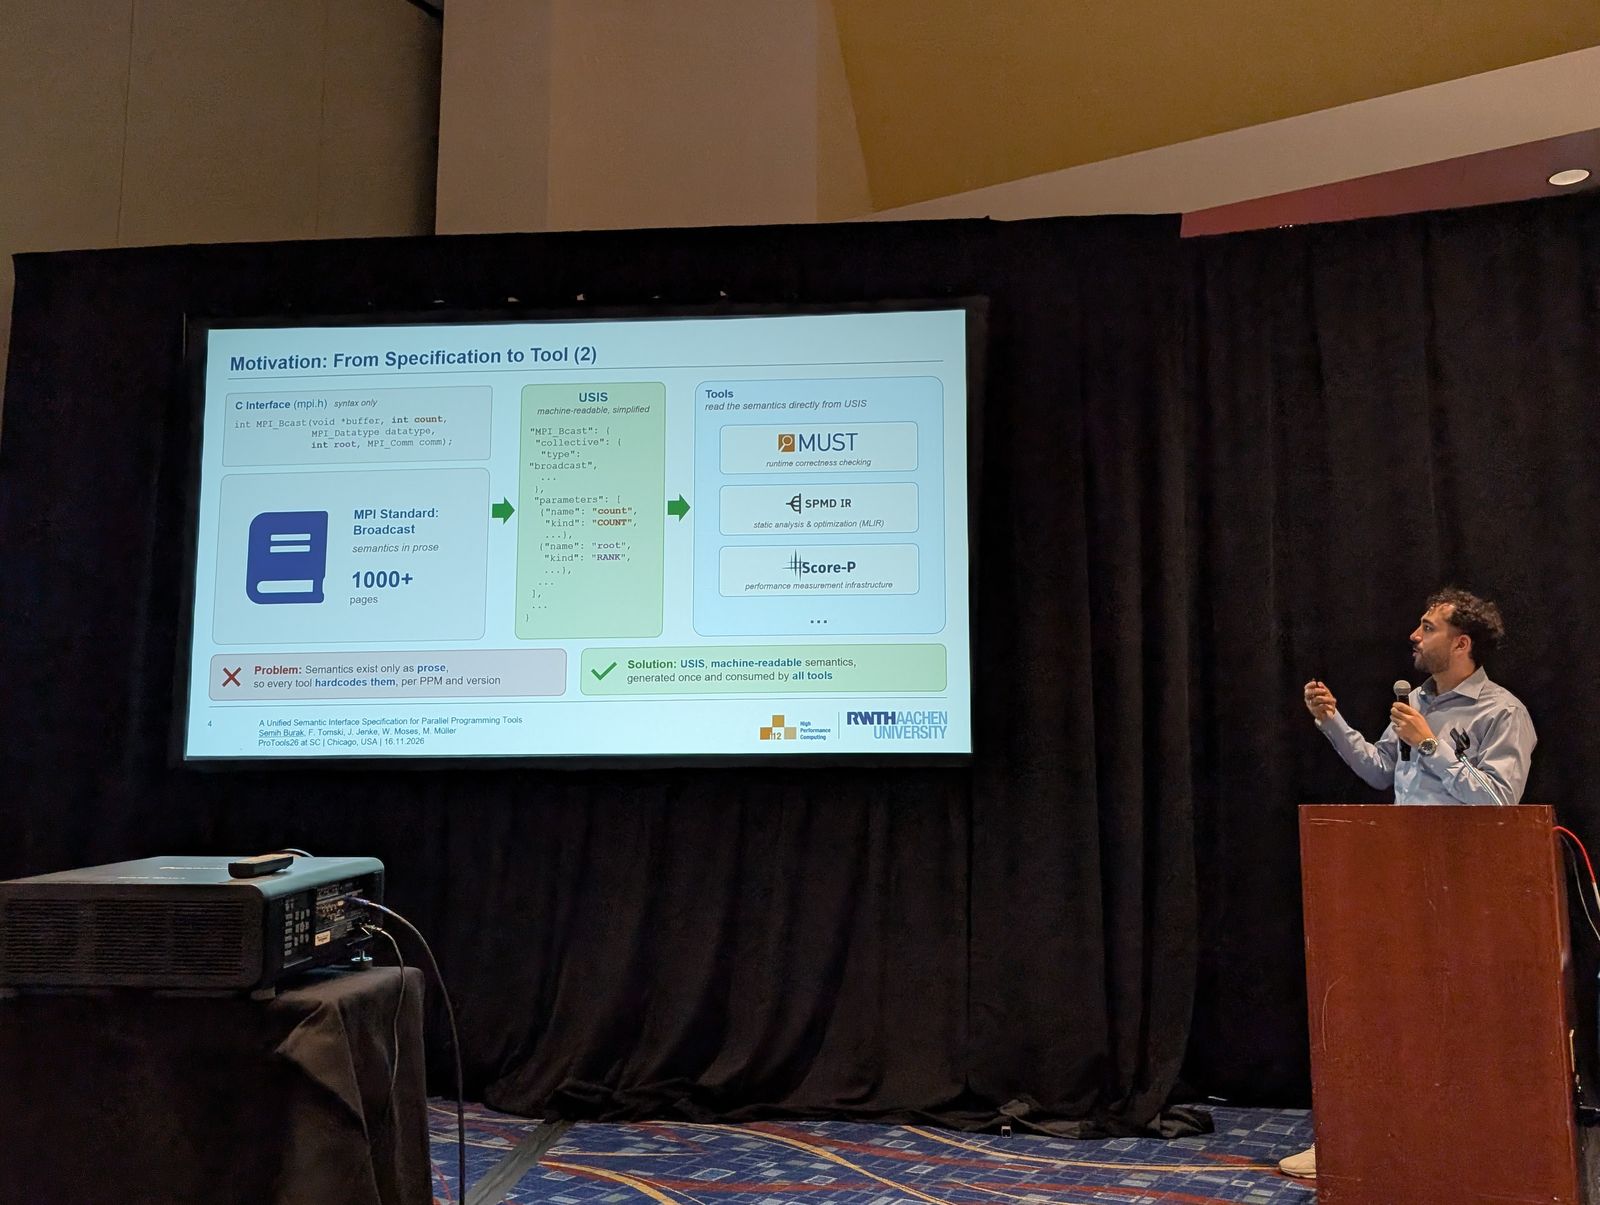 Motivation: From Specification to Tool (2)
C Interface (mpi.h) syntax only
int MPI_Bcast(void *buffer, int count,
MPI_Datatype datatype,
int root, MPI_Comm comm);
MPI Standard:
Broadcast
semantics in prose
1000+
pages
USIS
machine-readable, simplified
"MPI_Bcast": {
"collective": {
"type":
"broadcast",
...
},
"parameters": [
{"name": "count",
"kind": "COUNT",
...},
{"name": "root",
"kind": "RANK",
...},
...
],
...
}
Tools
read the semantics directly from USIS
MUST
runtime correctness checking
SPMD IR
static analysis & optimization (MLIR)
Score-P
performance measurement infrastructure
...
Problem: Semantics exist only as prose,
so every tool hardcodes them, per PPM and version
Solution: USIS, machine-readable semantics,
generated once and consumed by all tools
4
A Unified Semantic Interface Specification for Parallel Programming Tools
Semih Burak, F. Tomski, J. Jenke, W. Moses, M. Müller
ProTools26 at SC | Chicago, USA | 16.11.2026
I12
High
Performance
Computing
RWTHAACHEN
UNIVERSITY